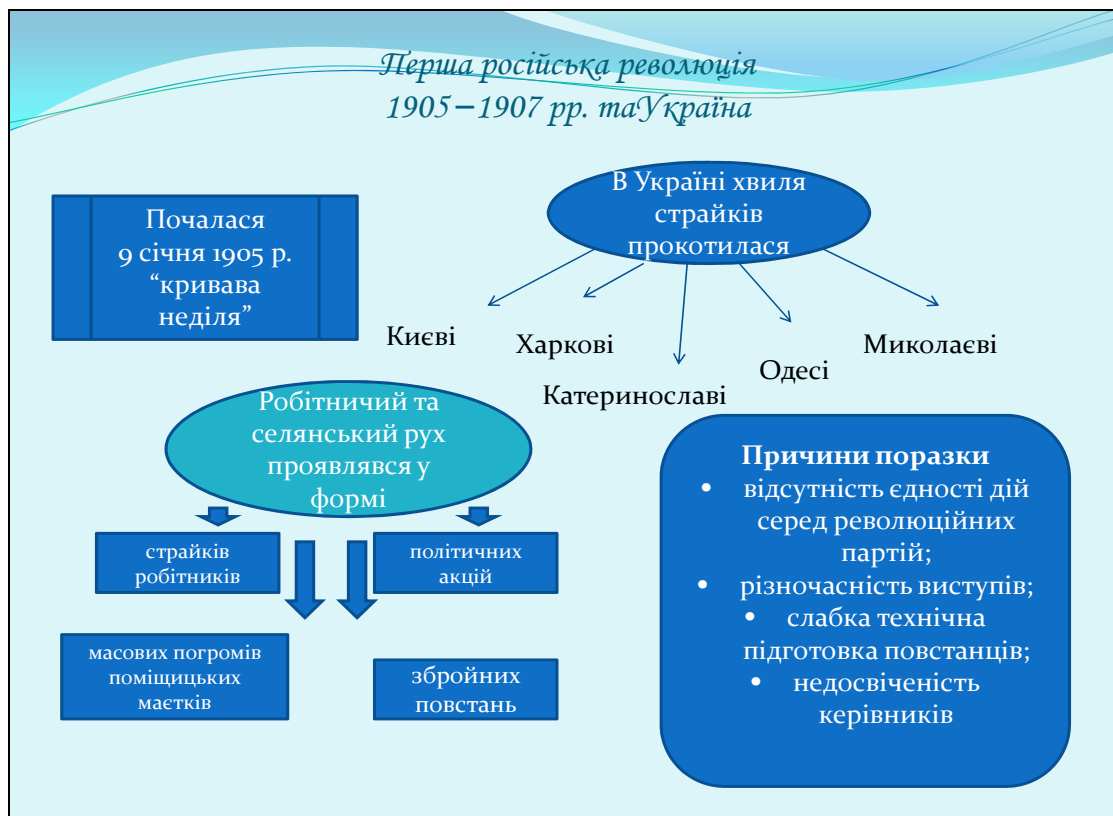 Перша російська революція
1905–1907 рр. таУкраїна
Почалася
9 січня 1905 р.
“кривава
неділя”
В Україні хвиля
страйків
прокотилася
Києві
Харкові
Катеринославі
Одесі
Миколаєві
Робітничий та
селянський рух
проявлявся у
формі
страйків
робітників
політичних
акцій
масових погромів
поміщицьких
маєтків
збройних
повстань
Причини поразки
• відсутність єдності дій
серед революційних
партій;
• різночасність виступів;
• слабка технічна
підготовка повстанців;
• недосвіченість
керівників